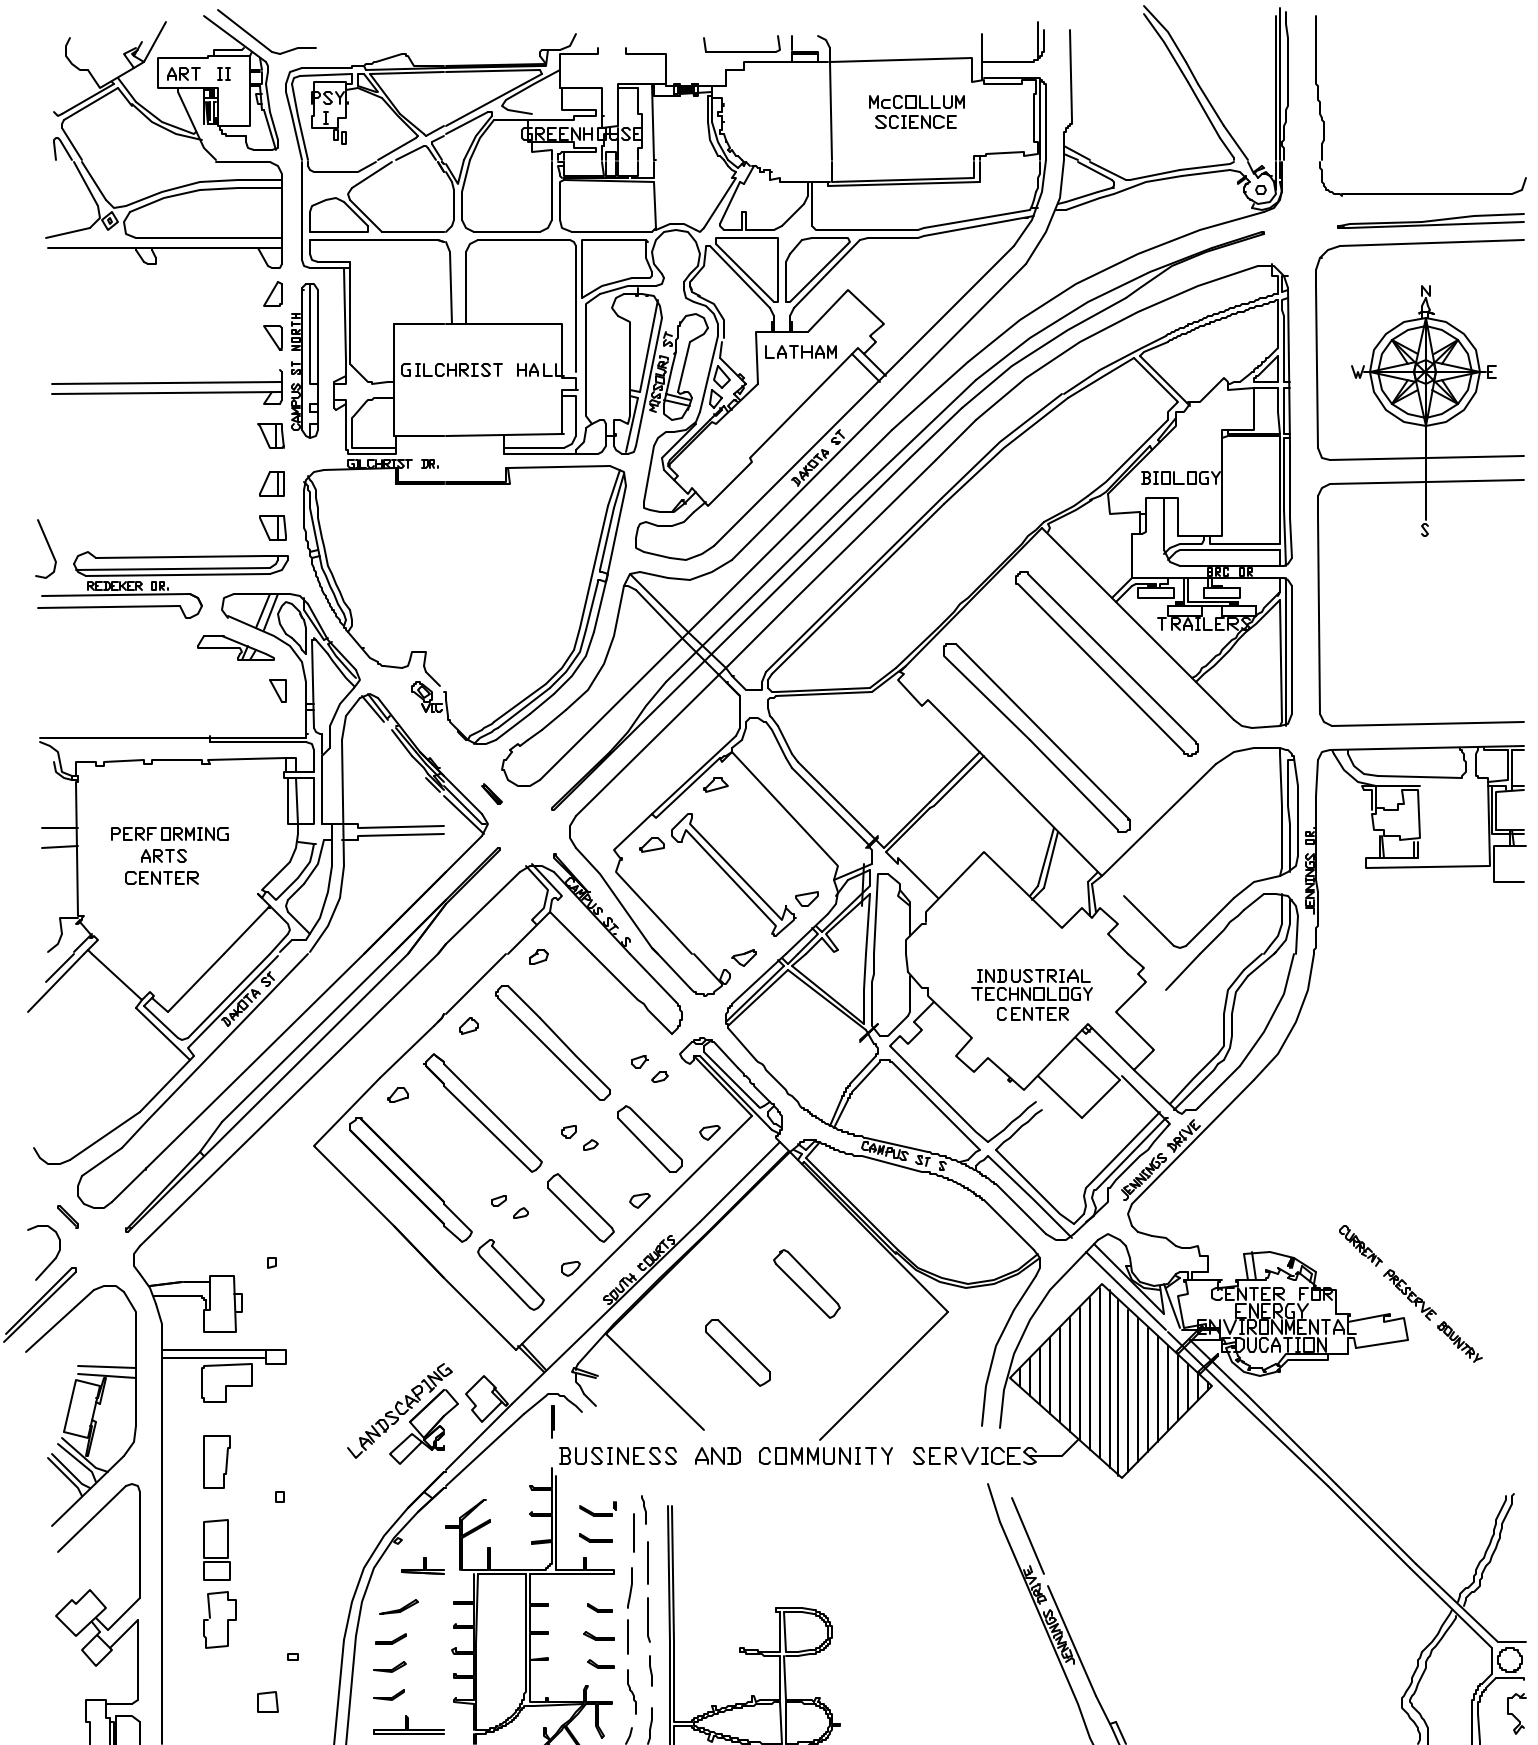 ART II
PSY.
I
GREENHOUSE
McCOLLUM
SCIENCE
N
W
E
S
CAMPUS ST NORTH
GILCHRIST HALL
MISSOURI ST
LATHAM
GILCHRIST DR.
DAKOTA ST
BIOLOGY
REDEKER DR.
BRC DR
TRAILERS
VIC
PERFORMING
ARTS
CENTER
JENNINGS DR.
CAMPUS ST. S
DAKOTA ST
INDUSTRIAL
TECHNOLOGY
CENTER
CAMPUS ST S
JENNINGS DRIVE
SOUTH COURTS
CURRENT PRESERVE BOUNTRY
CENTER FOR
ENERGY
ENVIRONMENTAL
EDUCATION
LANDSCAPING
BUSINESS AND COMMUNITY SERVICES
JENNINGS DRIVE